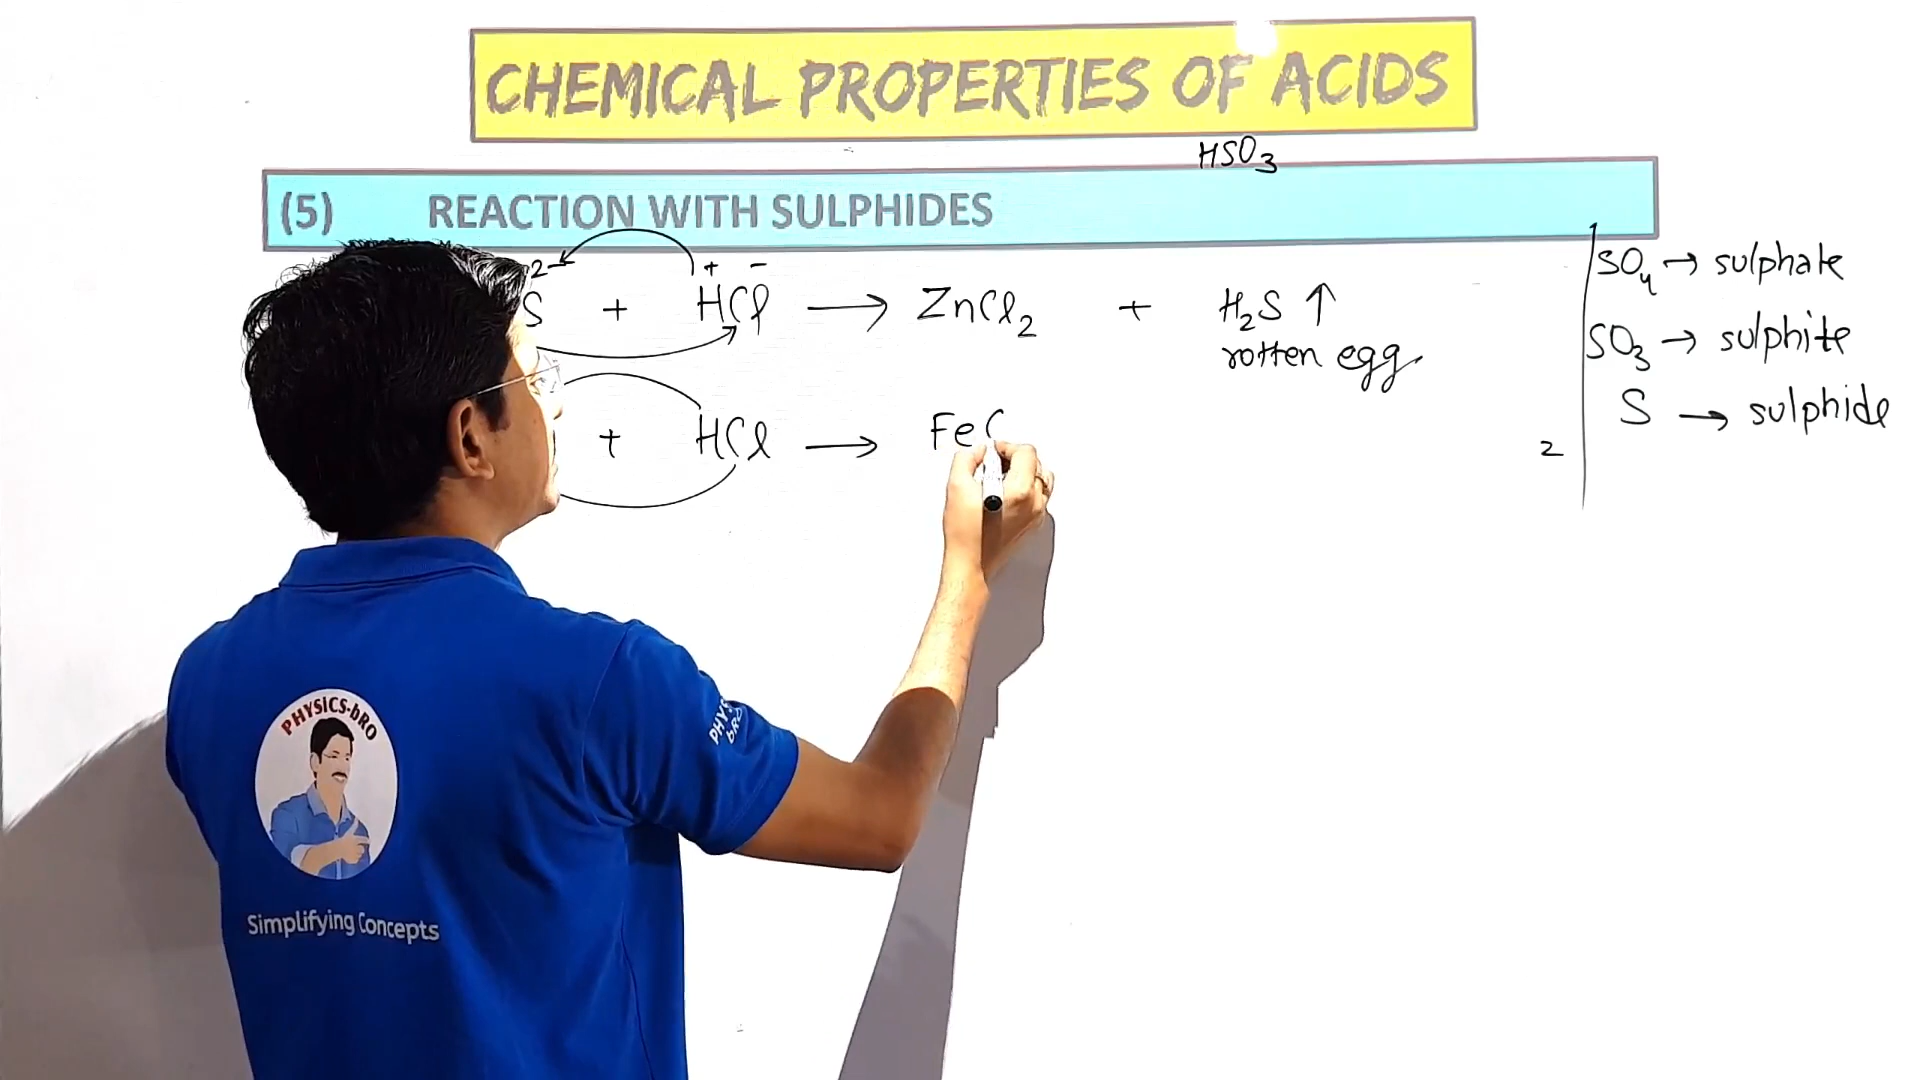 CHEMICAL PROPERTIES OF ACIDS
HSO₃
(5) REACTION WITH SULPHIDES
2- + -
S + HCl → ZnCl₂ + H₂S ↑
rotten egg
+ HCl → FeC
SO₄ → sulphate
SO₃ → sulphite
S → sulphide
2
PHYSICS-bRO
Simplifying Concepts